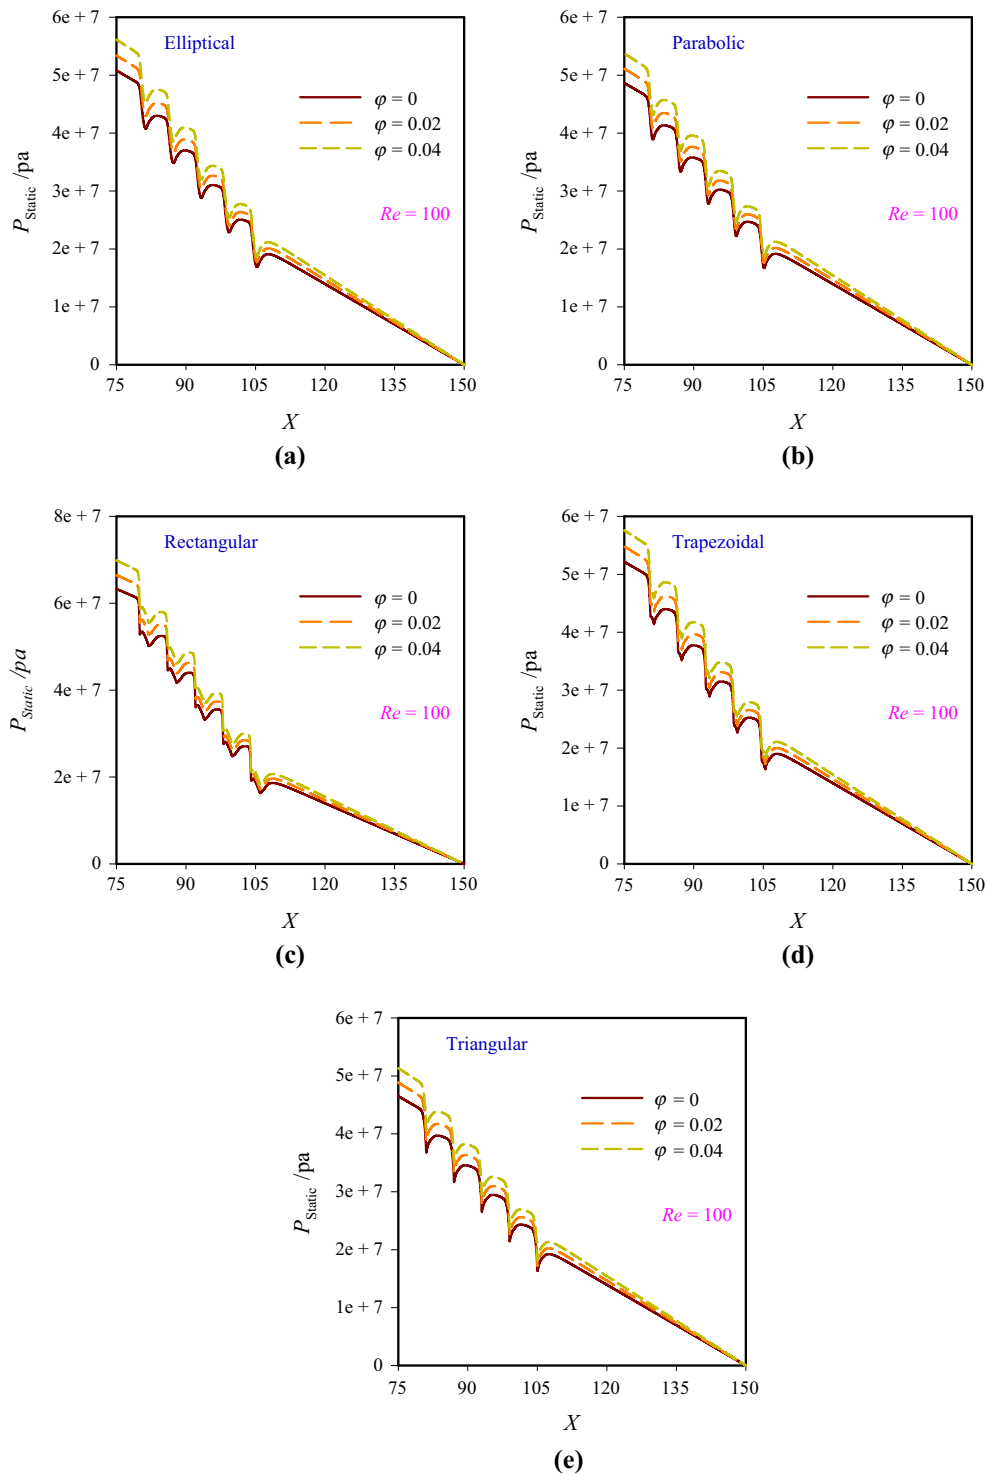 6e + 7
Elliptical
5e + 7
φ = 0
φ = 0.02
4e + 7
φ = 0.04
P Static /pa
3e + 7
Re = 100
2e + 7
1e + 7
0
75 90 105 120 135 150
X
(a)
6e + 7
Parabolic
5e + 7
φ = 0
φ = 0.02
4e + 7
φ = 0.04
P Static /pa
3e + 7
Re = 100
2e + 7
1e + 7
0
75 90 105 120 135 150
X
(b)
8e + 7
Rectangular
6e + 7
φ = 0
φ = 0.02
φ = 0.04
P Static /pa
4e + 7
Re = 100
2e + 7
0
75 90 105 120 135 150
X
(c)
6e + 7
Trapezoidal
5e + 7
φ = 0
φ = 0.02
4e + 7
φ = 0.04
P Static /pa
3e + 7
Re = 100
2e + 7
1e + 7
0
75 90 105 120 135 150
X
(d)
6e + 7
Triangular
5e + 7
φ = 0
φ = 0.02
4e + 7
φ = 0.04
P Static /pa
3e + 7
Re = 100
2e + 7
1e + 7
0
75 90 105 120 135 150
X
(e)